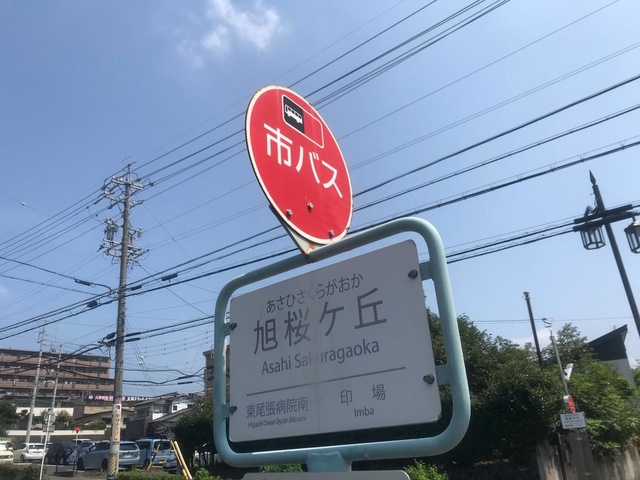 市バス
あさひさくらがおか
旭桜ケ丘
Asahi Sakuragaoka
東尾張病院南
Higashi Owari Byoin Minami
印場
Imba